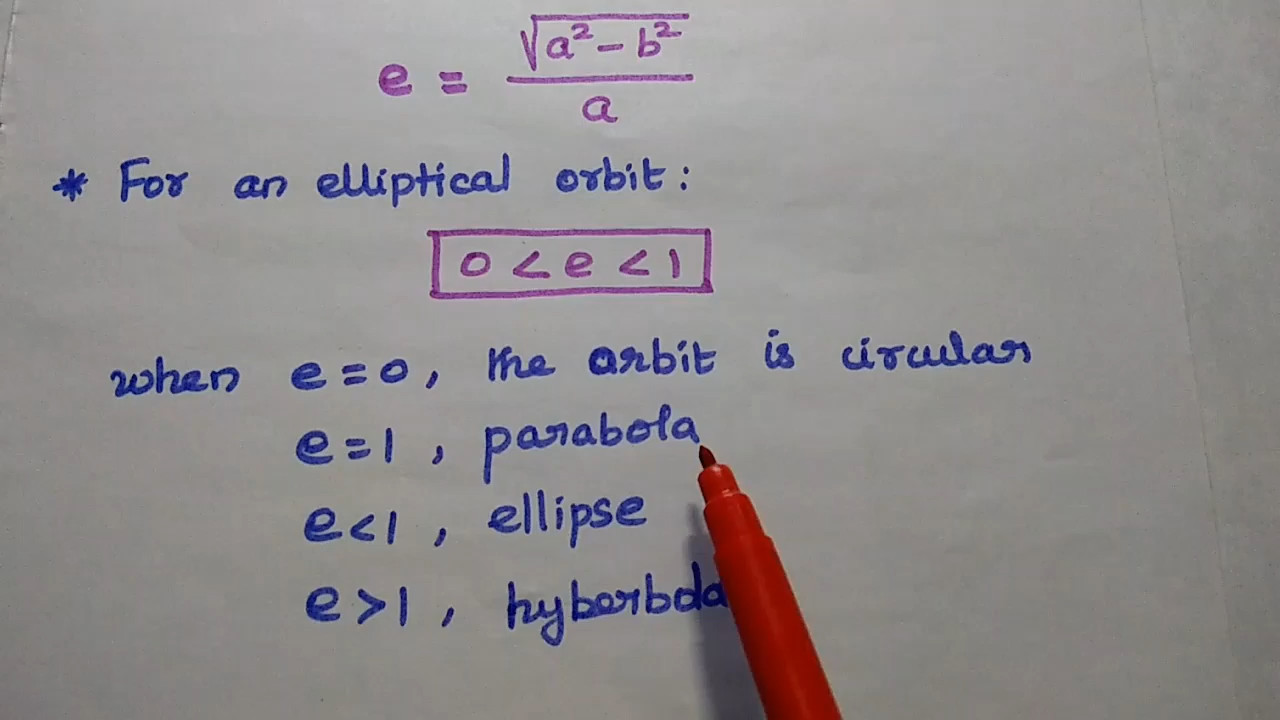 e = √a² - b² / a
* For an elliptical orbit:
0 < e < 1
when e = 0, the orbit is circular
e = 1, parabola
e < 1, ellipse
e > 1, hyberbola